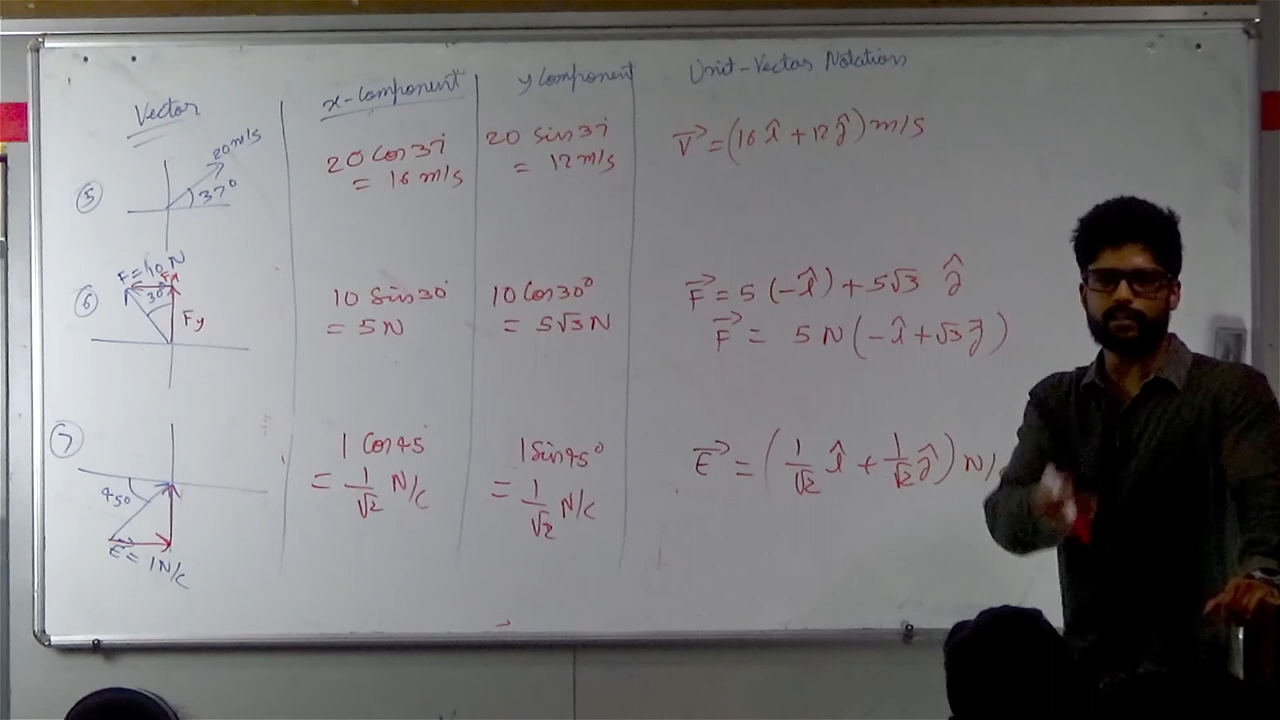 Vector
x-Component
y Component
Unit-Vector Notation
⑤
20 m/s
37°
20 Cos 37°
= 16 m/s
20 Sin 37°
= 12 m/s
V⃗ = (16 î + 12 ĵ) m/s
⑥
F = 10 N
Fx
30°
Fy
10 Sin 30°
= 5 N
10 Cos 30°
= 5√3 N
F⃗ = 5 (-î) + 5√3 ĵ
F⃗ = 5 N (-î + √3 ĵ)
⑦
45°
E = 1 N/C
1 Cos 45
= 1/√2 N/C
1 Sin 45°
= 1/√2 N/C
E⃗ = (1/√2 î + 1/√2 ĵ) N/